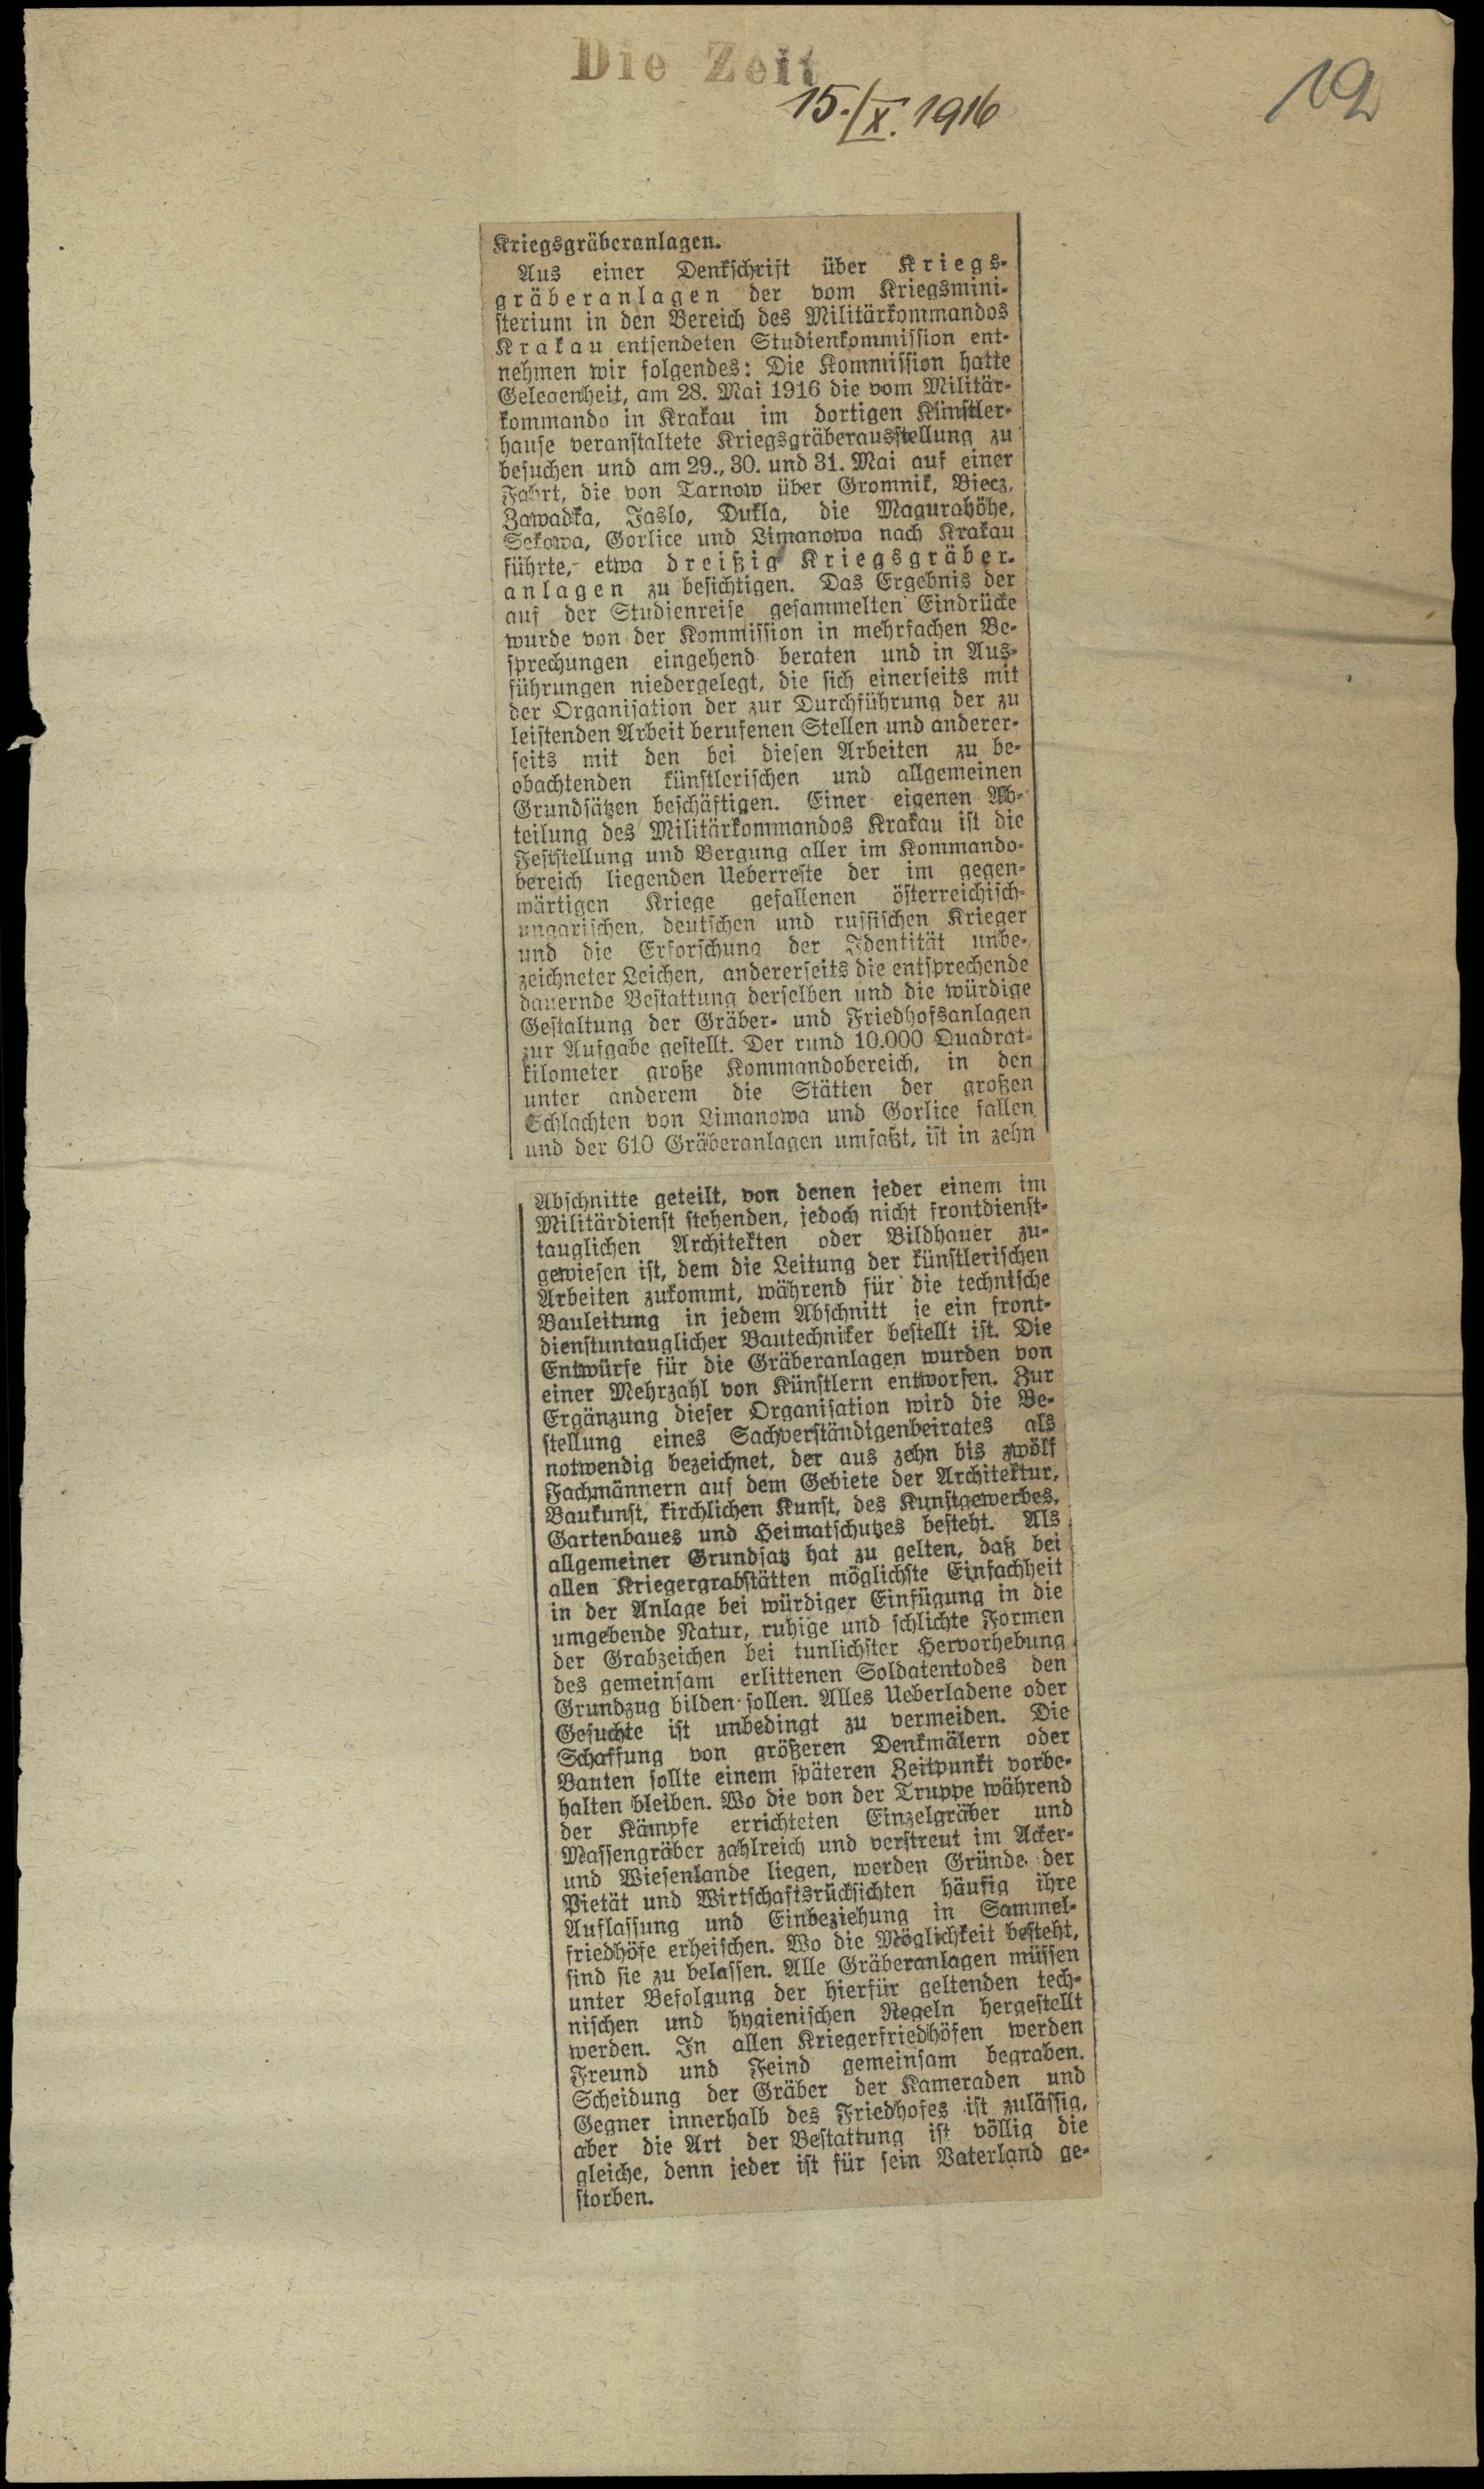 Die Zeit
15./X. 1916
19
Kriegsgräberanlagen.
Aus einer Denkschrift über Kriegs-
gräberanlagen der vom Kriegsmini-
sterium in den Bereich des Militärkommandos
Krakau entsendeten Studienkommission ent-
nehmen wir folgendes: Die Kommission hatte
Gelegenheit, am 28. Mai 1916 die vom Militär-
kommando in Krakau im dortigen Künstler-
hause veranstaltete Kriegsgräberausstellung zu
besuchen und am 29., 30. und 31. Mai auf einer
Fahrt, die von Tarnow über Gromnik, Biecz,
Zawadka, Jaslo, Dukla, die Magurahöhe,
Sekowa, Gorlice und Limanowa nach Krakau
führte, etwa dreißig Kriegsgräber-
anlagen zu besichtigen. Das Ergebnis der
auf der Studienreise gesammelten Eindrücke
wurde von der Kommission in mehrfachen Be-
sprechungen eingehend beraten und in Aus-
führungen niedergelegt, die sich einerseits mit
der Organisation der zur Durchführung der zu
leistenden Arbeit berufenen Stellen und anderer-
seits mit den bei diesen Arbeiten zu be-
obachtenden künstlerischen und allgemeinen
Grundsätzen beschäftigen. Einer eigenen Ab-
teilung des Militärkommandos Krakau ist die
Feststellung und Bergung aller im Kommando-
bereich liegenden Ueberreste der im gegen-
wärtigen Kriege gefallenen österreichisch-
ungarischen, deutschen und russischen Krieger
und die Erforschung der Identität unbe-
zeichneter Leichen, andererseits die entsprechende
dauernde Bestattung derselben und die würdige
Gestaltung der Gräber- und Friedhofsanlagen
zur Aufgabe gestellt. Der rund 10.000 Quadrat-
kilometer große Kommandobereich, in den
unter anderem die Stätten der großen
Schlachten von Limanowa und Gorlice fallen
und der 610 Gräberanlagen umfaßt, ist in zehn
Abschnitte geteilt, von denen jeder einem im
Militärdienst stehenden, jedoch nicht frontdienst-
tauglichen Architekten oder Bildhauer zu-
gewiesen ist, dem die Leitung der künstlerischen
Arbeiten zukommt, während für die technische
Bauleitung in jedem Abschnitt je ein front-
dienstuntauglicher Bautechniker bestellt ist. Die
Entwürfe für die Gräberanlagen wurden von
einer Mehrzahl von Künstlern entworfen. Zur
Ergänzung dieser Organisation wird die Be-
stellung eines Sachverständigenbeirates als
notwendig bezeichnet, der aus zehn bis zwölf
Fachmännern auf dem Gebiete der Architektur,
Baukunst, kirchlichen Kunst, des Kunstgewerbes,
Gartenbaues und Heimatschutzes besteht. Als
allgemeiner Grundsatz hat zu gelten, daß bei
allen Kriegergrabstätten möglichste Einfachheit
in der Anlage bei würdiger Einfügung in die
umgebende Natur, ruhige und schlichte Formen
der Grabzeichen bei tunlichster Hervorhebung
des gemeinsam erlittenen Soldatentodes den
Grundzug bilden sollen. Alles Ueberladene oder
Gesuchte ist unbedingt zu vermeiden. Die
Schaffung von größeren Denkmälern oder
Bauten sollte einem späteren Zeitpunkt vorbe-
halten bleiben. Wo die von der Truppe während
der Kämpfe errichteten Einzelgräber und
Massengräber zahlreich und verstreut im Acker-
und Wiesenlande liegen, werden Gründe der
Pietät und Wirtschaftsrücksichten häufig ihre
Auflassung und Einbeziehung in Sammel-
friedhöfe erheischen. Wo die Möglichkeit besteht,
sind sie zu belassen. Alle Gräberanlagen müssen
unter Befolgung der hierfür geltenden tech-
nischen und hygienischen Regeln hergestellt
werden. In allen Kriegerfriedhöfen werden
Freund und Feind gemeinsam begraben.
Scheidung der Gräber der Kameraden und
Gegner innerhalb des Friedhofes ist zulässig,
aber die Art der Bestattung ist völlig die
gleiche, denn jeder ist für sein Vaterland ge-
storben.